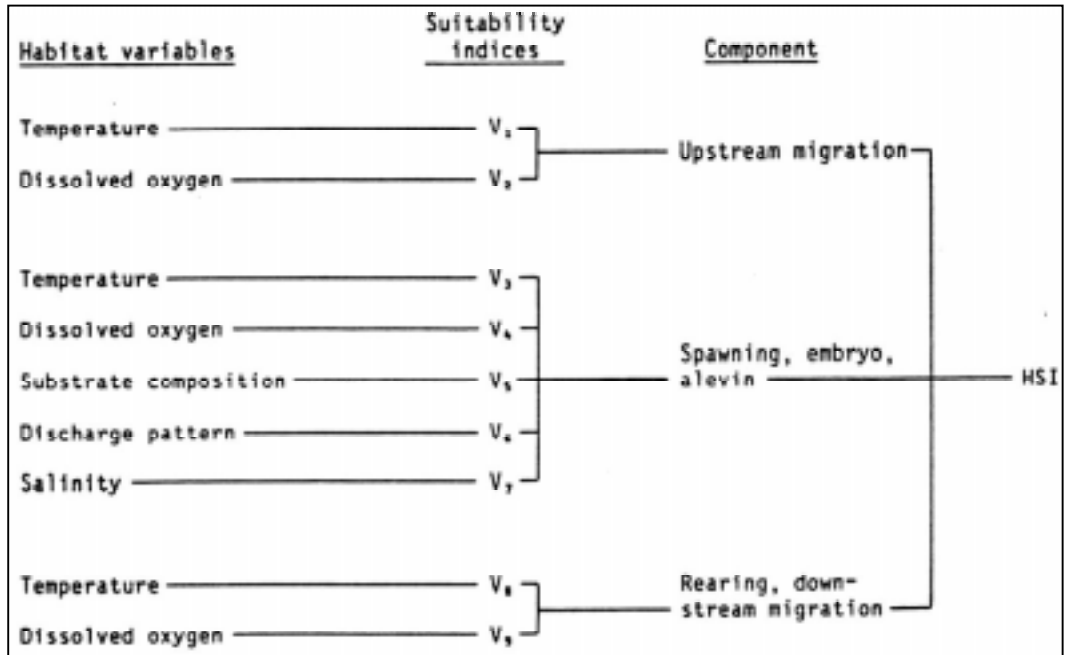 Suitability
Habitat variables indices Component
Temperature V₁
Upstream migration
Dissolved oxygen V₂
Temperature V₃
Dissolved oxygen V₄
Spawning, embryo,
Substrate composition V₅ alevin HSI
Discharge pattern V₆
Salinity V₇
Temperature V₈ Rearing, down-
stream migration
Dissolved oxygen V₉